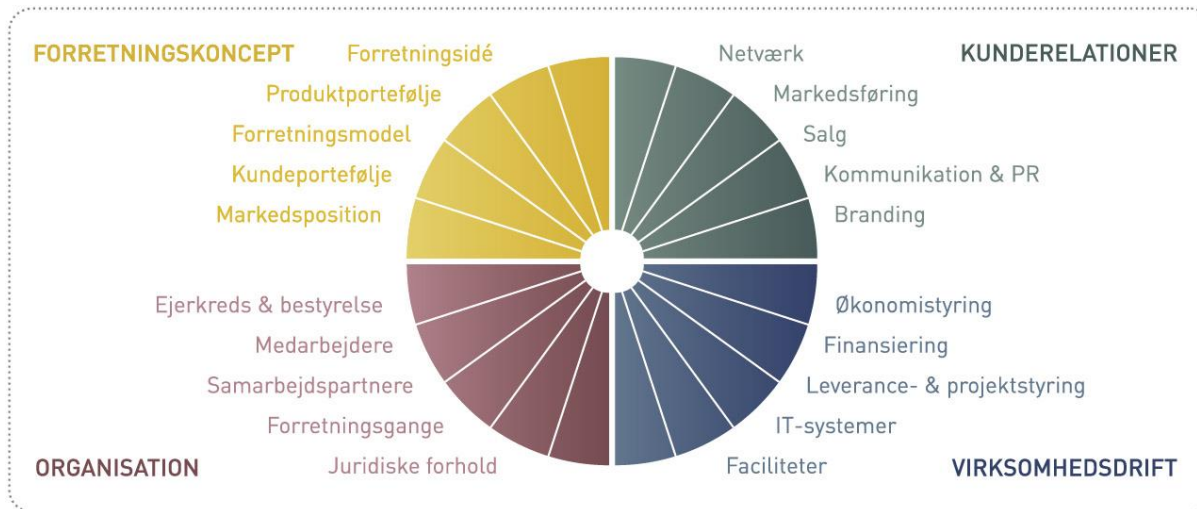 FORRETNINGSKONCEPT
Forretningsidé
Produktportefølje
Forretningsmodel
Kundeportefølje
Markedsposition
KUNDERELATIONER
Netværk
Markedsføring
Salg
Kommunikation & PR
Branding
Ejerkreds & bestyrelse
Medarbejdere
Samarbejdspartnere
Forretningsgange
Juridiske forhold
ORGANISATION
Økonomistyring
Finansiering
Leverance- & projektstyring
IT-systemer
Faciliteter
VIRKSOMHEDSDRIFT